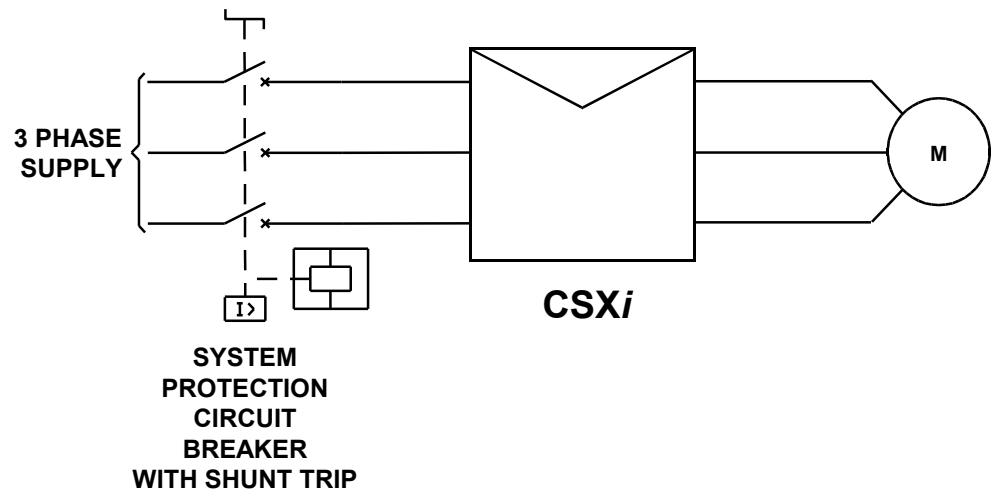 3 PHASE
SUPPLY
M
I>
CSXi
SYSTEM
PROTECTION
CIRCUIT
BREAKER
WITH SHUNT TRIP